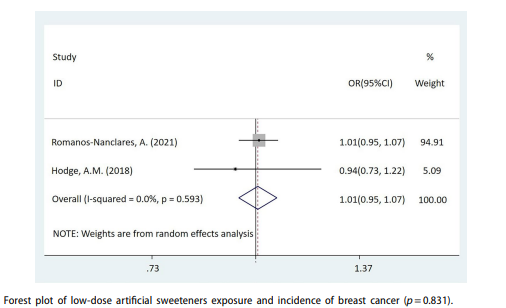 Study %
ID OR(95%CI) Weight
Romanos-Nanclares, A. (2021) 1.01(0.95, 1.07) 94.91
Hodge, A.M. (2018) 0.94(0.73, 1.22) 5.09
Overall (I-squared = 0.0%, p = 0.593) 1.01(0.95, 1.07) 100.00
NOTE: Weights are from random effects analysis
.73 1.37
Forest plot of low-dose artificial sweeteners exposure and incidence of breast cancer (p=0.831).